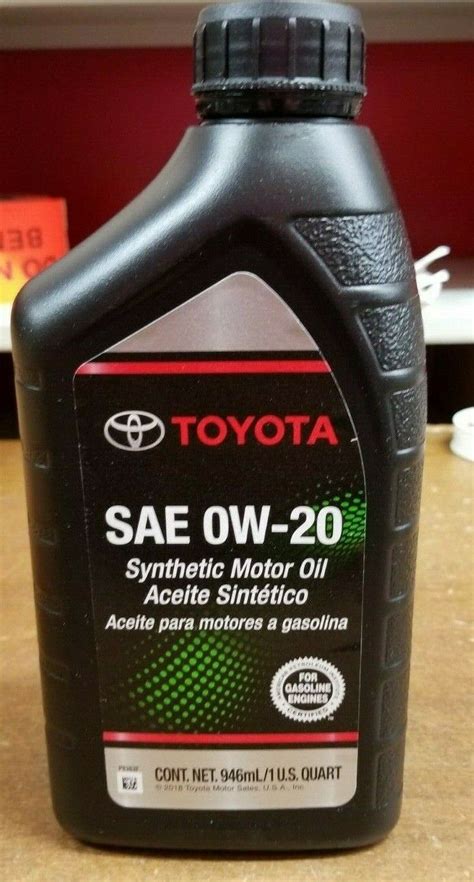 TOYOTA
SAE 0W-20
Synthetic Motor Oil
Aceite Sintético
Aceite para motores a gasolina
FOR
GASOLINE
ENGINES
CERTIFIED
CONT. NET. 946mL/1 U.S. QUART
© 2018 Toyota Motor Sales, U.S.A., Inc.